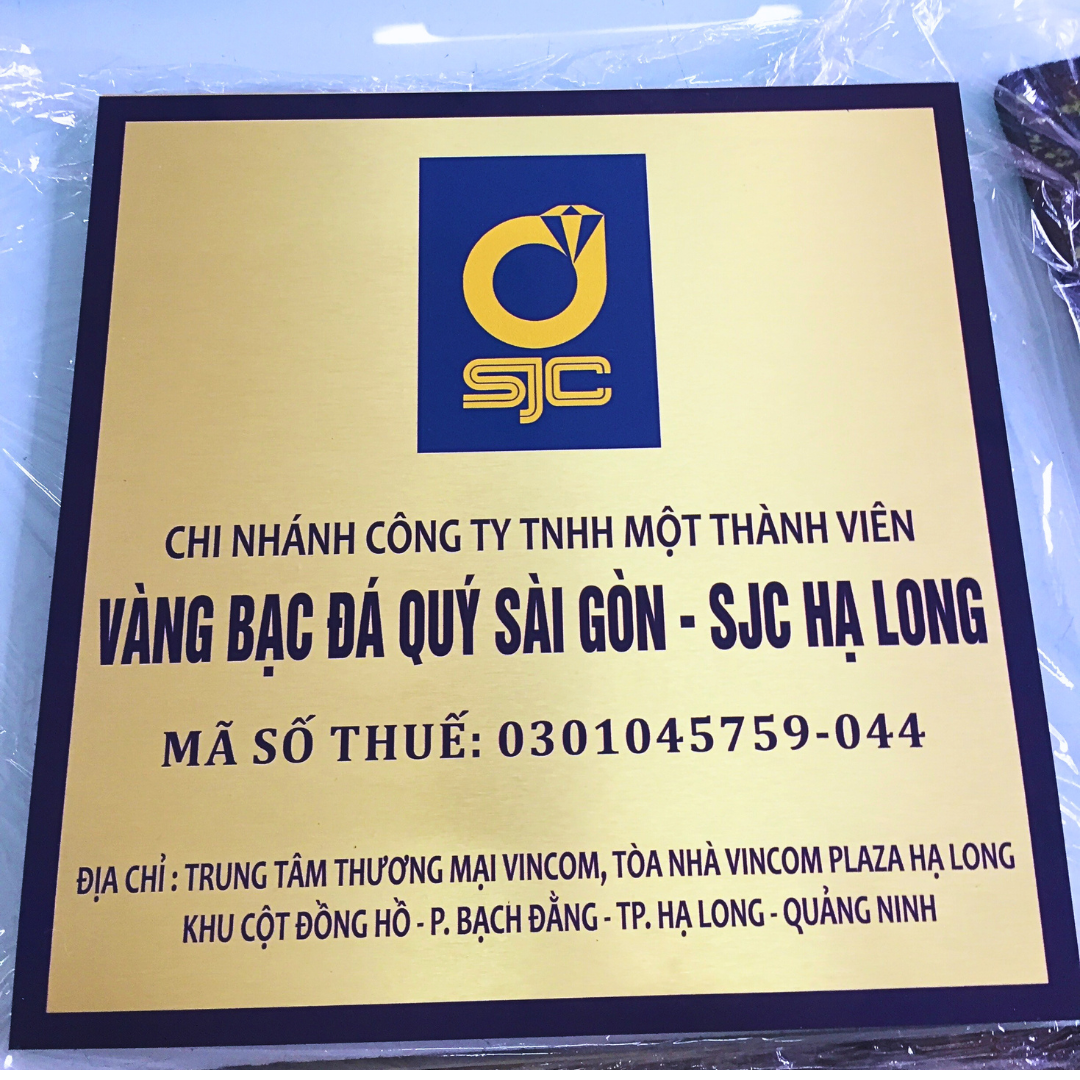 SJC
CHI NHÁNH CÔNG TY TNHH MỘT THÀNH VIÊN
VÀNG BẠC ĐÁ QUÝ SÀI GÒN - SJC HẠ LONG
MÃ SỐ THUẾ: 0301045759-044
ĐỊA CHỈ : TRUNG TÂM THƯƠNG MẠI VINCOM, TÒA NHÀ VINCOM PLAZA HẠ LONG
KHU CỘT ĐỒNG HỒ - P. BẠCH ĐẰNG - TP. HẠ LONG - QUẢNG NINH